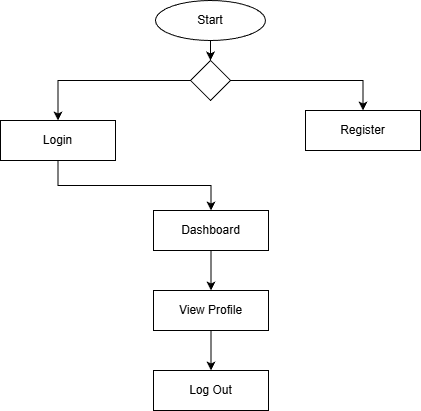 Start
Login
Register
Dashboard
View Profile
Log Out